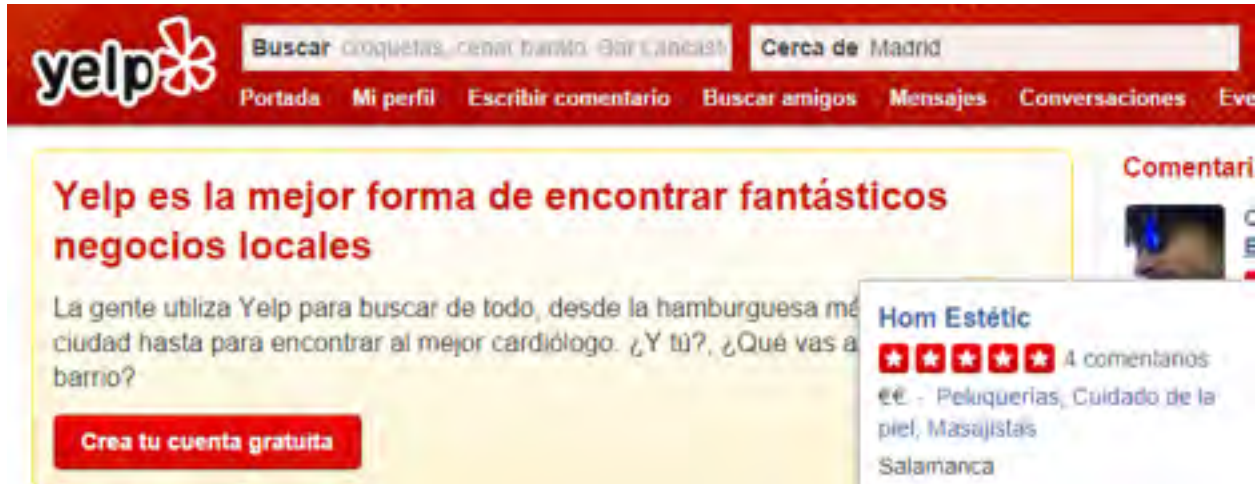 yelp
Buscar croquetas, cenar barato, Bar Lancast
Cerca de Madrid
Portada Mi perfil Escribir comentario Buscar amigos Mensajes Conversaciones Eve
Yelp es la mejor forma de encontrar fantásticos
negocios locales
La gente utiliza Yelp para buscar de todo, desde la hamburguesa má
ciudad hasta para encontrar al mejor cardiólogo. ¿Y tú?, ¿Qué vas a
barrio?
Crea tu cuenta gratuita
Comentari
Hom Estétic
4 comentarios
€€ - Peluquerías, Cuidado de la
piel, Masajistas
Salamanca